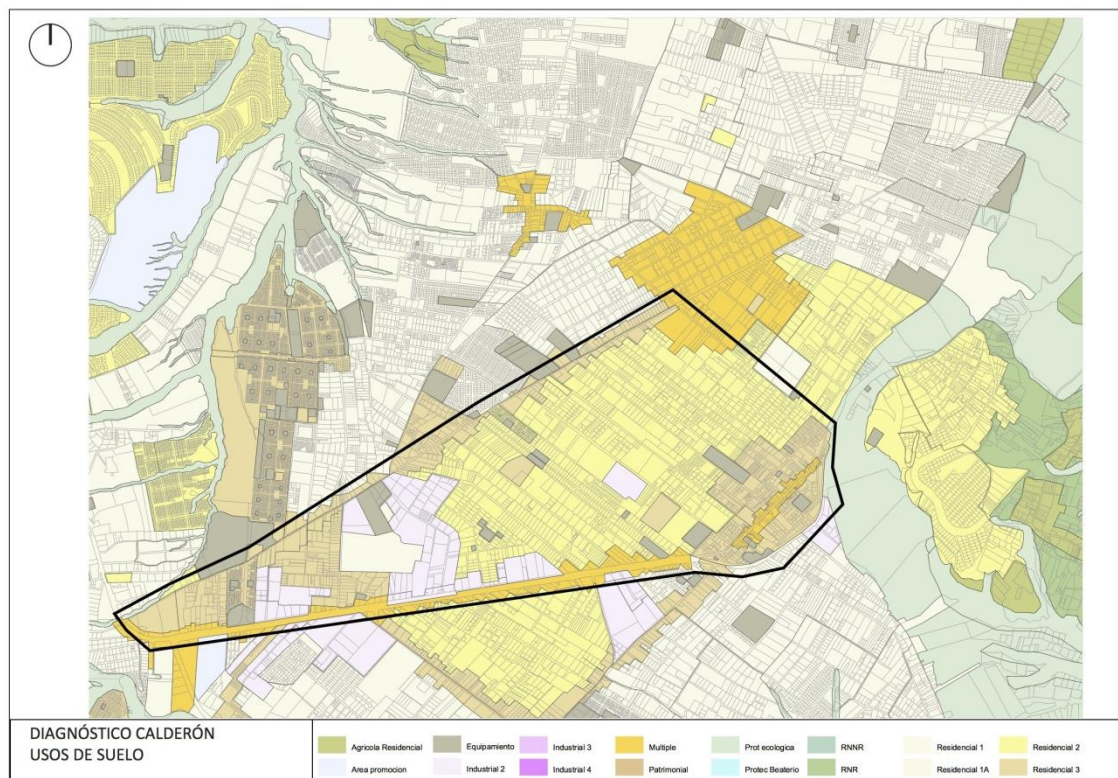 DIAGNÓSTICO CALDERÓN
USOS DE SUELO
Agricola Residencial
Equipamiento
Industrial 3
Multiple
Prot ecologica
RNNR
Residencial 1
Residencial 2
Area promocion
Industrial 2
Industrial 4
Patrimonial
Protec Beaterio
RNR
Residencial 1A
Residencial 3